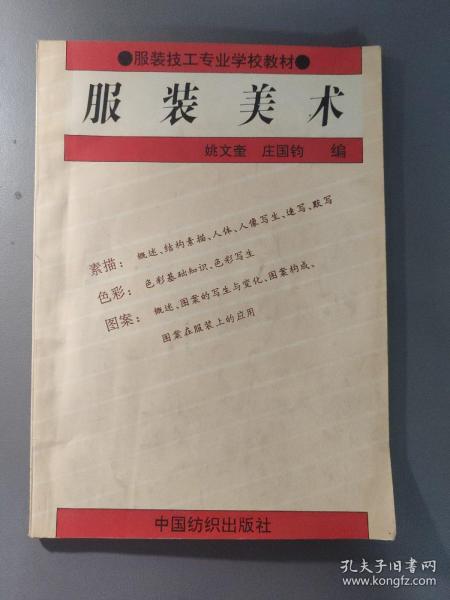 ●服装技工专业学校教材●
服装美术
姚文奎 庄国钧 编
素描：概述、结构素描、人体、人像写生、速写、默写
色彩：色彩基础知识、色彩写生
图案：概述、图案的写生与变化、图案构成、
图案在服装上的应用
中国纺织出版社
孔夫子旧书网
www.kongfz.com